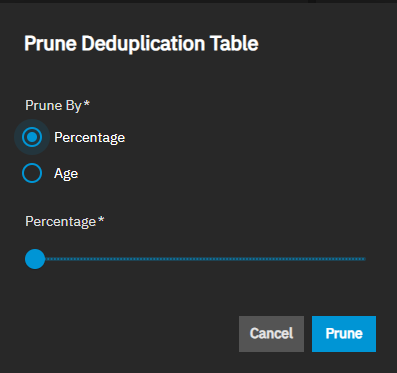 Prune Deduplication Table
Prune By*
Percentage
Age
Percentage*
Cancel Prune